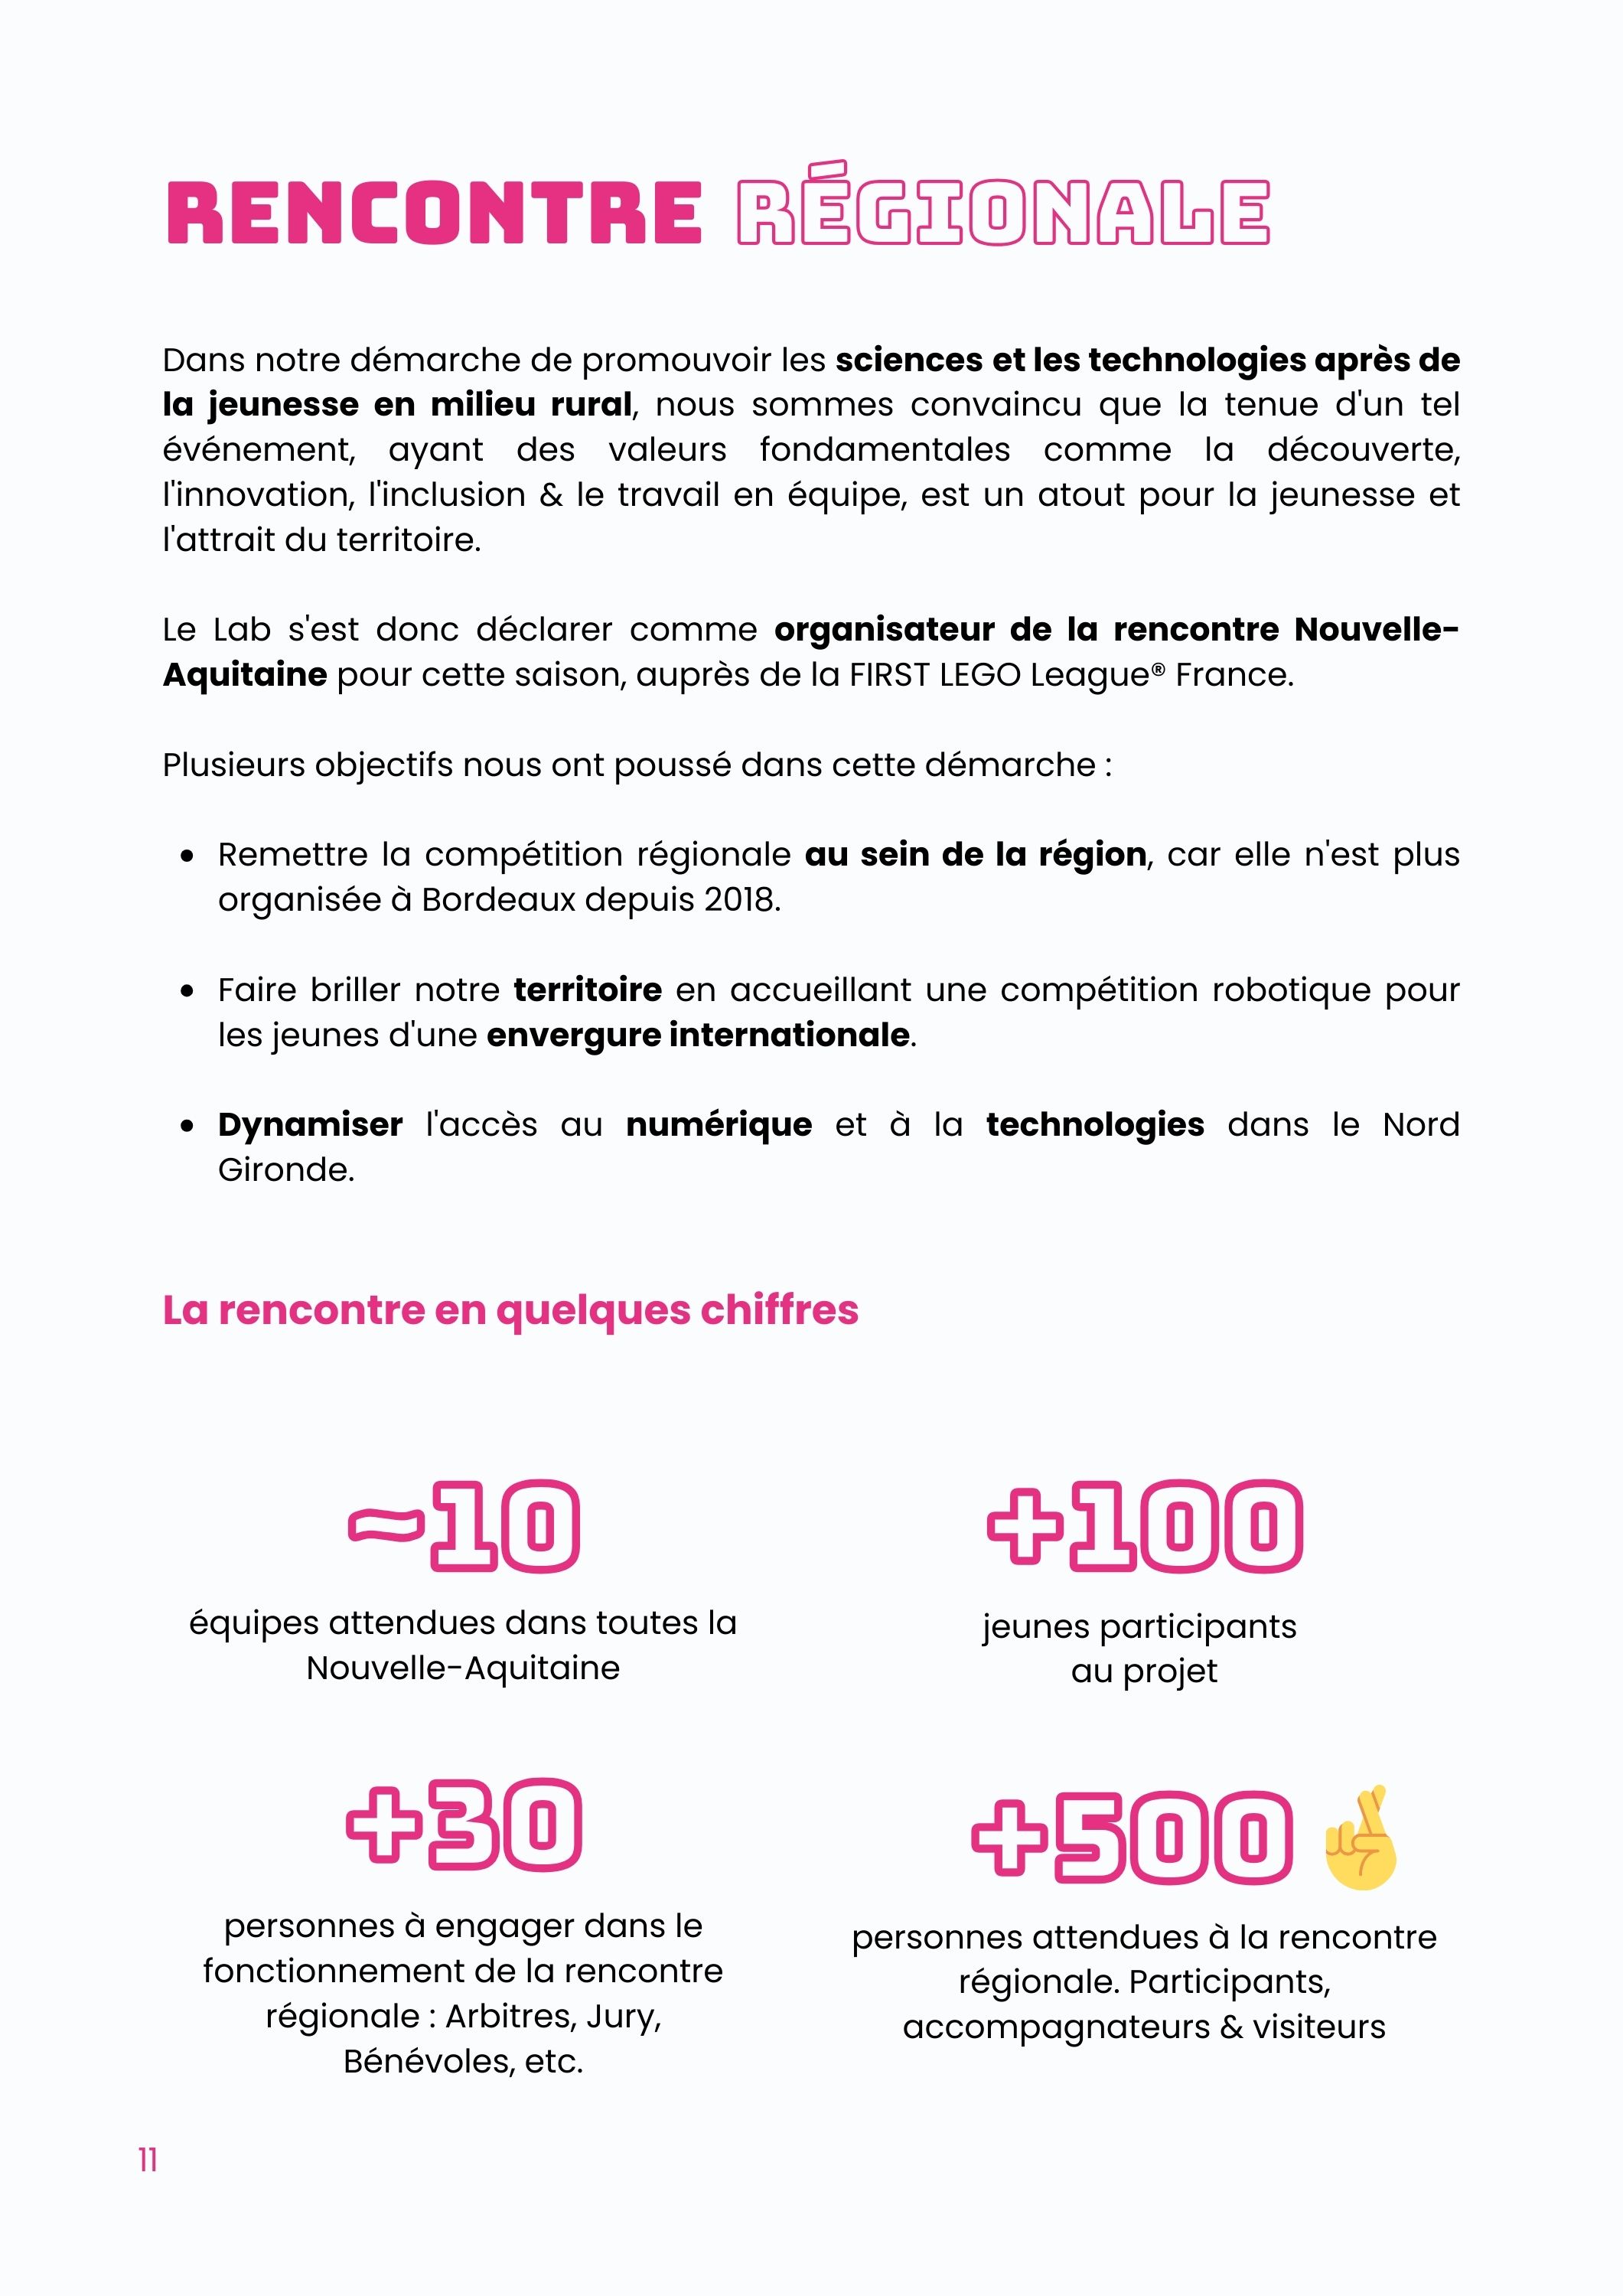 RENCONTRE RÉGIONALE
Dans notre démarche de promouvoir les sciences et les technologies après de
la jeunesse en milieu rural, nous sommes convaincu que la tenue d'un tel
événement, ayant des valeurs fondamentales comme la découverte,
l'innovation, l'inclusion & le travail en équipe, est un atout pour la jeunesse et
l'attrait du territoire.
Le Lab s'est donc déclarer comme organisateur de la rencontre Nouvelle-
Aquitaine pour cette saison, auprès de la FIRST LEGO League® France.
Plusieurs objectifs nous ont poussé dans cette démarche :
• Remettre la compétition régionale au sein de la région, car elle n'est plus
organisée à Bordeaux depuis 2018.
• Faire briller notre territoire en accueillant une compétition robotique pour
les jeunes d'une envergure internationale.
• Dynamiser l'accès au numérique et à la technologies dans le Nord
Gironde.
La rencontre en quelques chiffres
~10
équipes attendues dans toutes la
Nouvelle-Aquitaine
+100
jeunes participants
au projet
+30
personnes à engager dans le
fonctionnement de la rencontre
régionale : Arbitres, Jury,
Bénévoles, etc.
+500 🤞
personnes attendues à la rencontre
régionale. Participants,
accompagnateurs & visiteurs
11